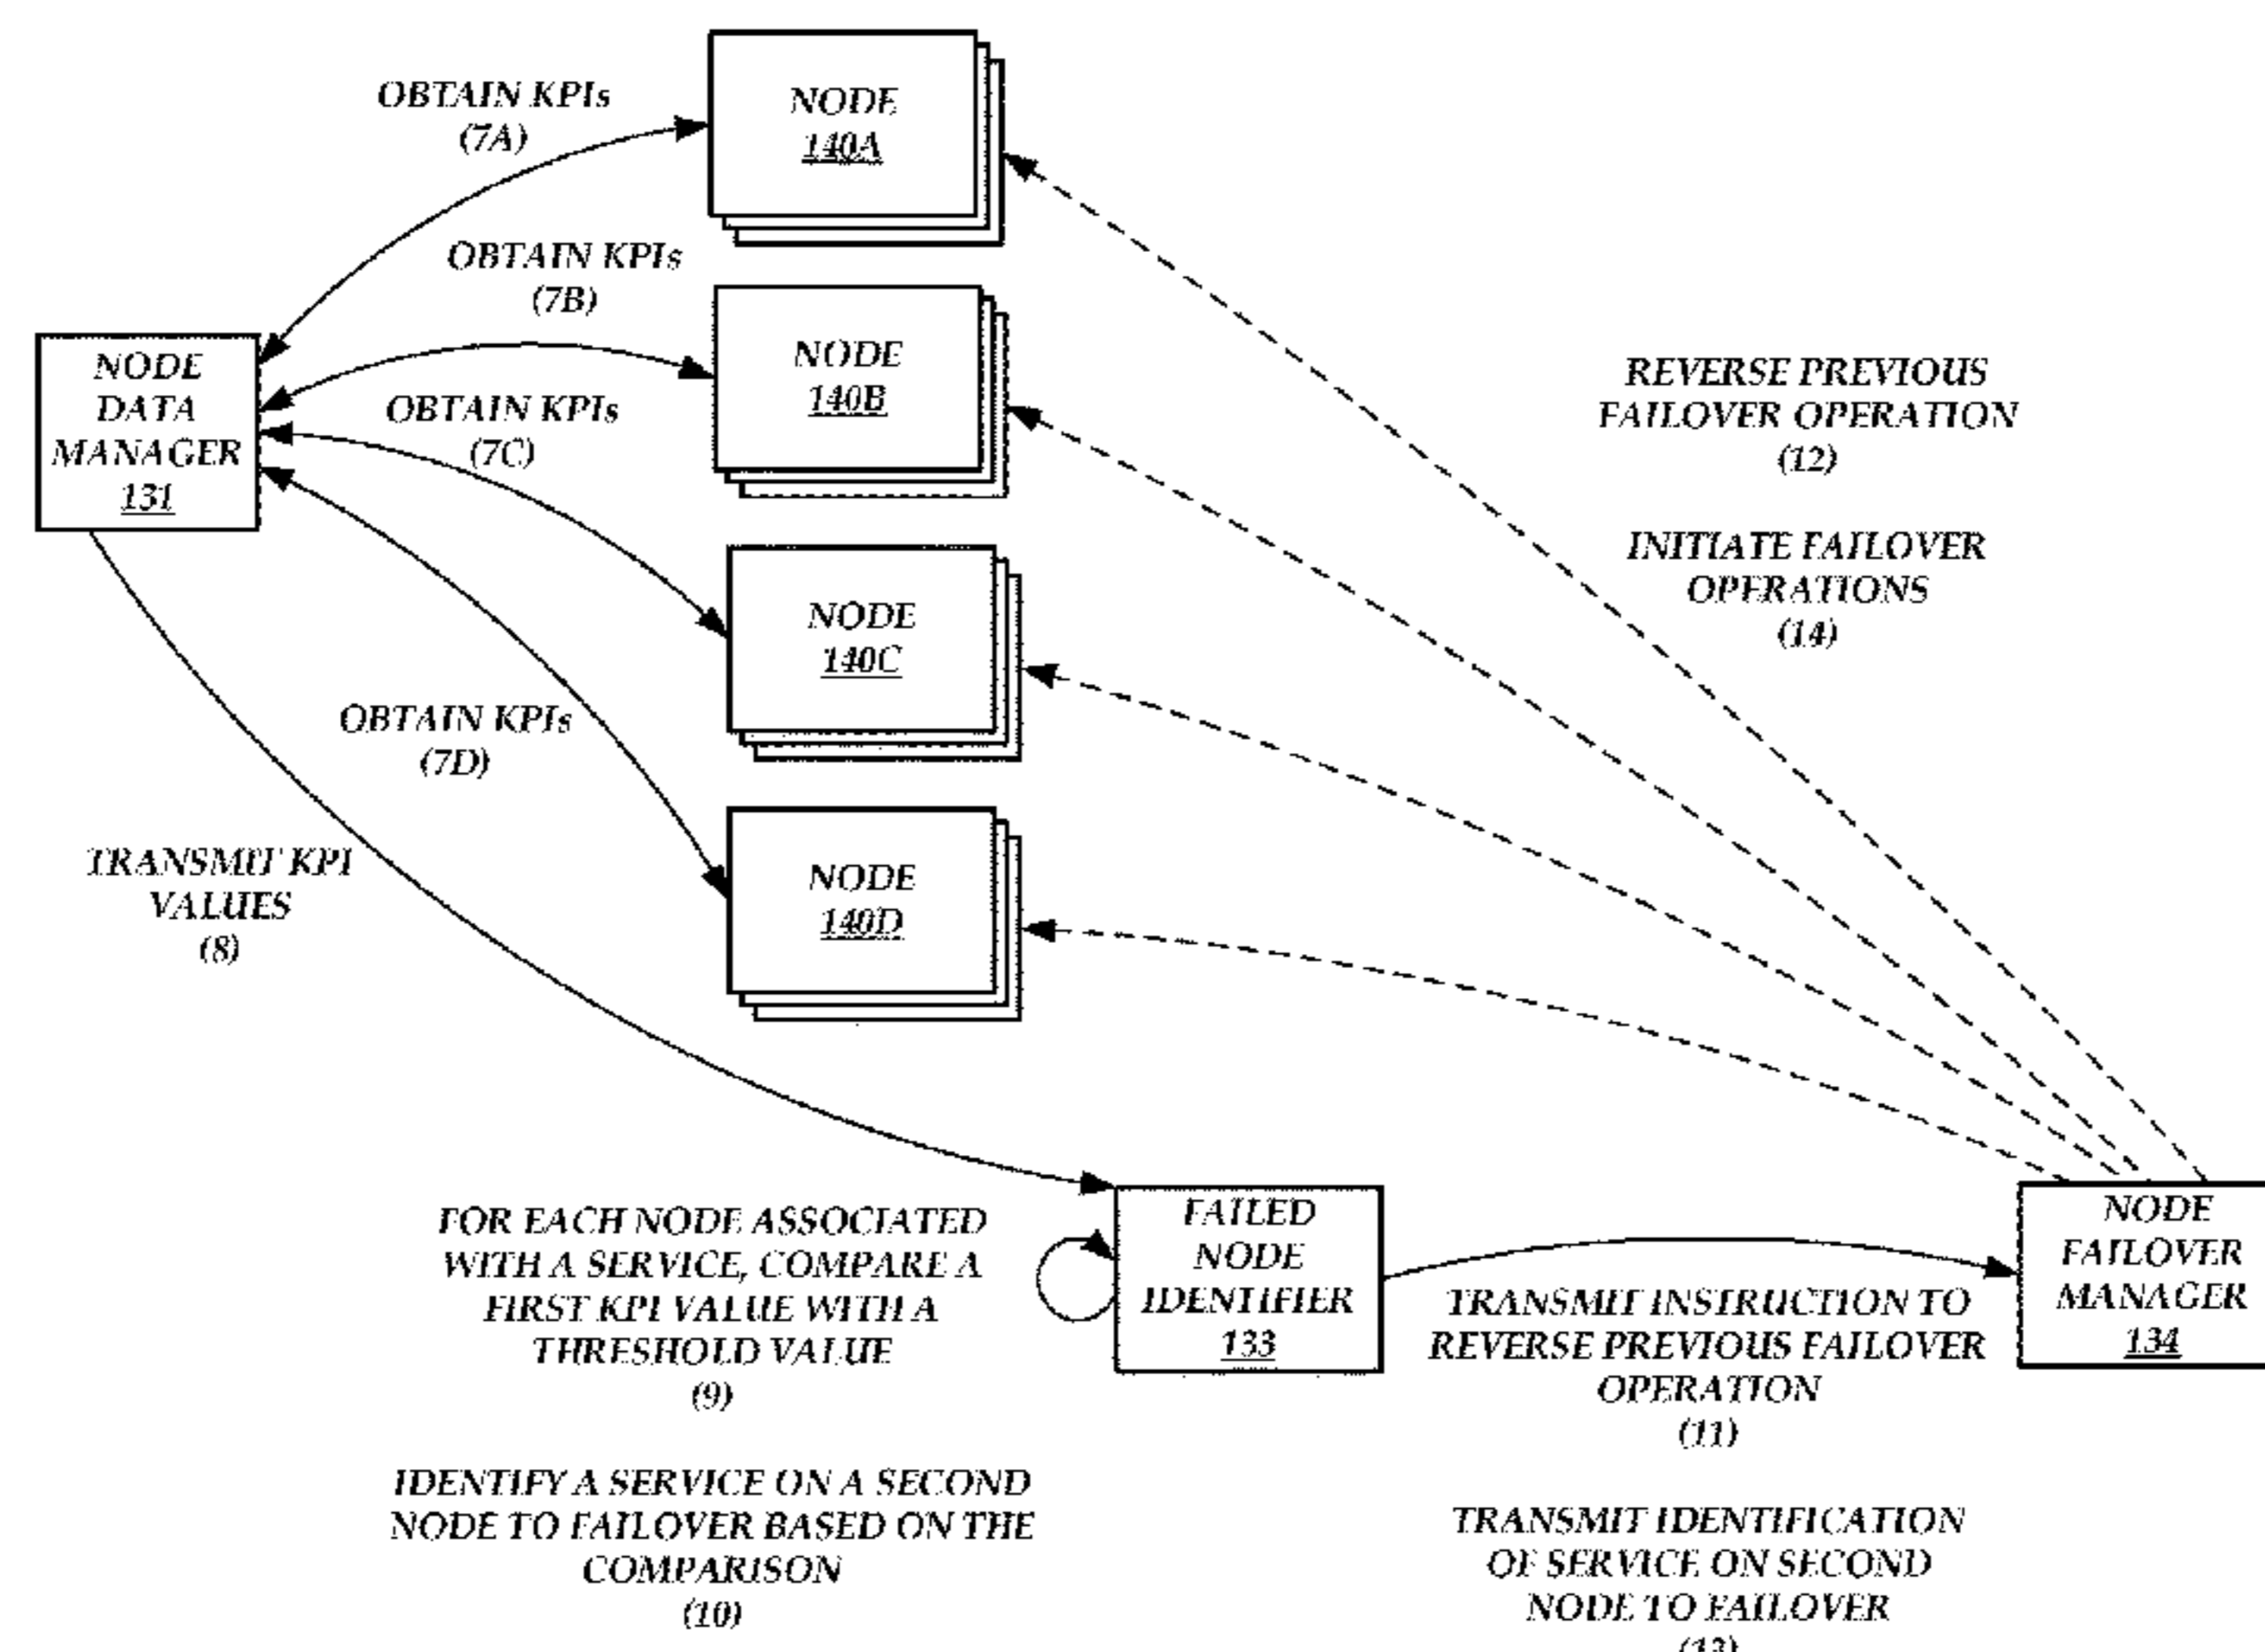 OBTAIN KPIs
(7A)
NODE
140A
OBTAIN KPIs
(7B)
NODE
DATA
MANAGER
131
NODE
140B
OBTAIN KPIs
(7C)
REVERSE PREVIOUS
FAILOVER OPERATION
(12)
INITIATE FAILOVER
OPERATIONS
(14)
NODE
140C
OBTAIN KPIs
(7D)
TRANSMIT KPI
VALUES
(8)
NODE
140D
FOR EACH NODE ASSOCIATED
WITH A SERVICE, COMPARE A
FIRST KPI VALUE WITH A
THRESHOLD VALUE
(9)
IDENTIFY A SERVICE ON A SECOND
NODE TO FAILOVER BASED ON THE
COMPARISON
(10)
FAILED
NODE
IDENTIFIER
133
TRANSMIT INSTRUCTION TO
REVERSE PREVIOUS FAILOVER
OPERATION
(11)
TRANSMIT IDENTIFICATION
OF SERVICE ON SECOND
NODE TO FAILOVER
(13)
NODE
FAILOVER
MANAGER
134